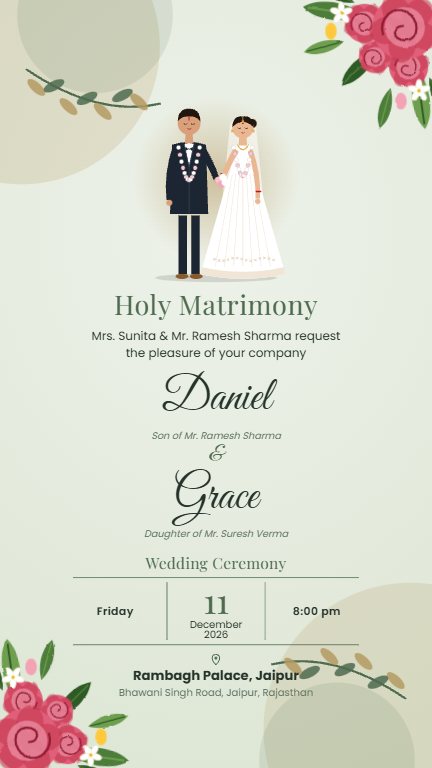 Holy Matrimony
Mrs. Sunita & Mr. Ramesh Sharma request
the pleasure of your company
Daniel
Son of Mr. Ramesh Sharma
&
Grace
Daughter of Mr. Suresh Verma
Wedding Ceremony
Friday
11
December
2026
8:00 pm
Rambagh Palace, Jaipur
Bhawani Singh Road, Jaipur, Rajasthan